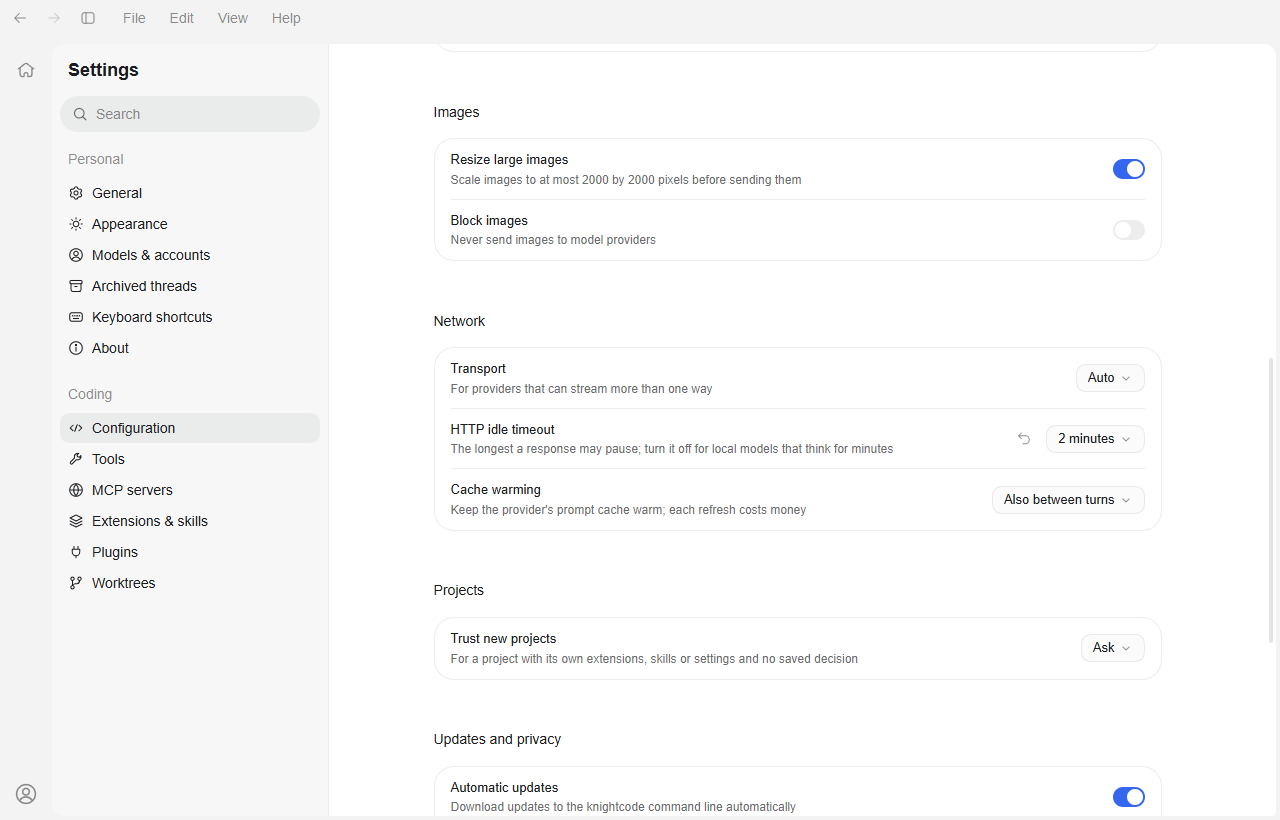 File
Edit
View
Help
Settings
Search
Personal
General
Appearance
Models & accounts
Archived threads
Keyboard shortcuts
About
Coding
Configuration
Tools
MCP servers
Extensions & skills
Plugins
Worktrees
Images
Resize large images
Scale images to at most 2000 by 2000 pixels before sending them
Block images
Never send images to model providers
Network
Transport
For providers that can stream more than one way
Auto
HTTP idle timeout
The longest a response may pause; turn it off for local models that think for minutes
2 minutes
Cache warming
Keep the provider's prompt cache warm; each refresh costs money
Also between turns
Projects
Trust new projects
For a project with its own extensions, skills or settings and no saved decision
Ask
Updates and privacy
Automatic updates
Download updates to the knightcode command line automatically